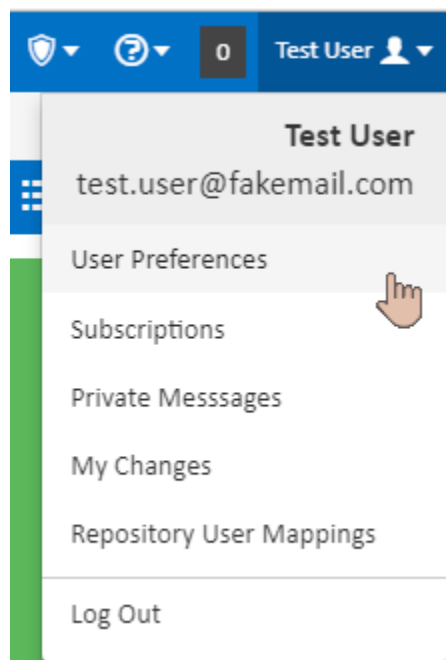 0 Test User
Test User
test.user@fakemail.com
User Preferences
Subscriptions
Private Messsages
My Changes
Repository User Mappings
Log Out